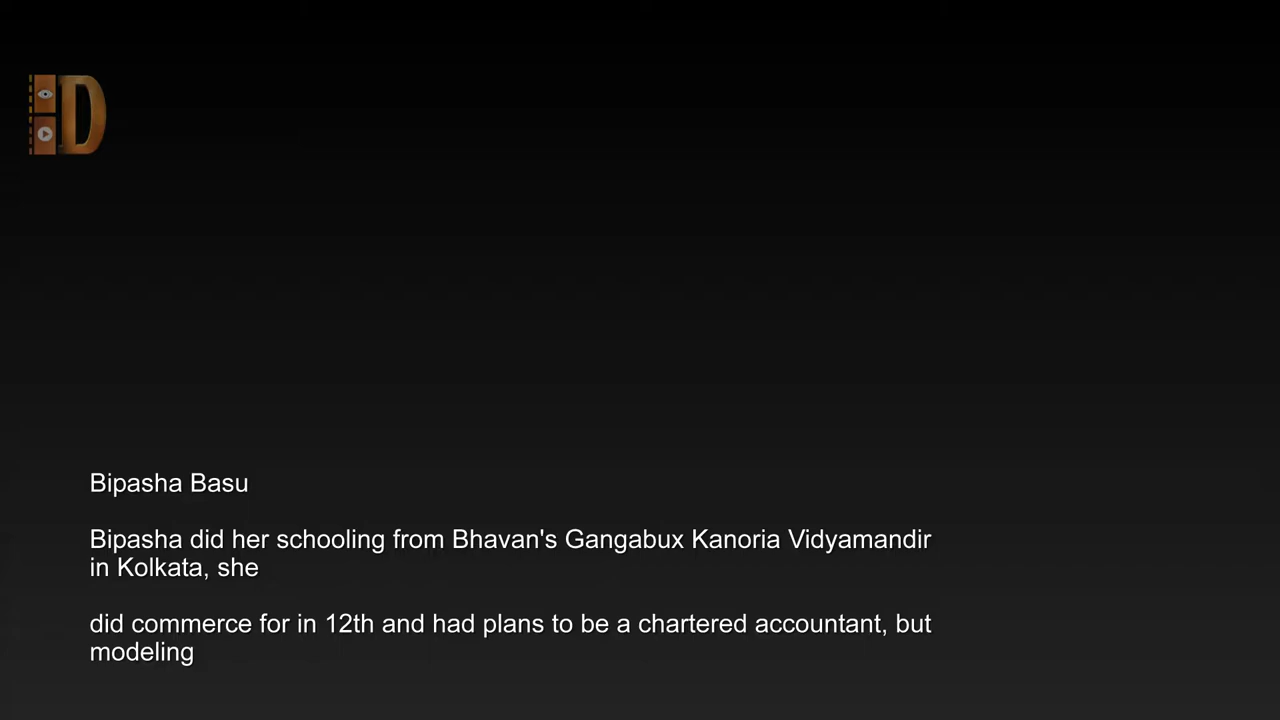 D
Bipasha Basu
Bipasha did her schooling from Bhavan's Gangabux Kanoria Vidyamandir
in Kolkata, she
did commerce for in 12th and had plans to be a chartered accountant, but
modeling